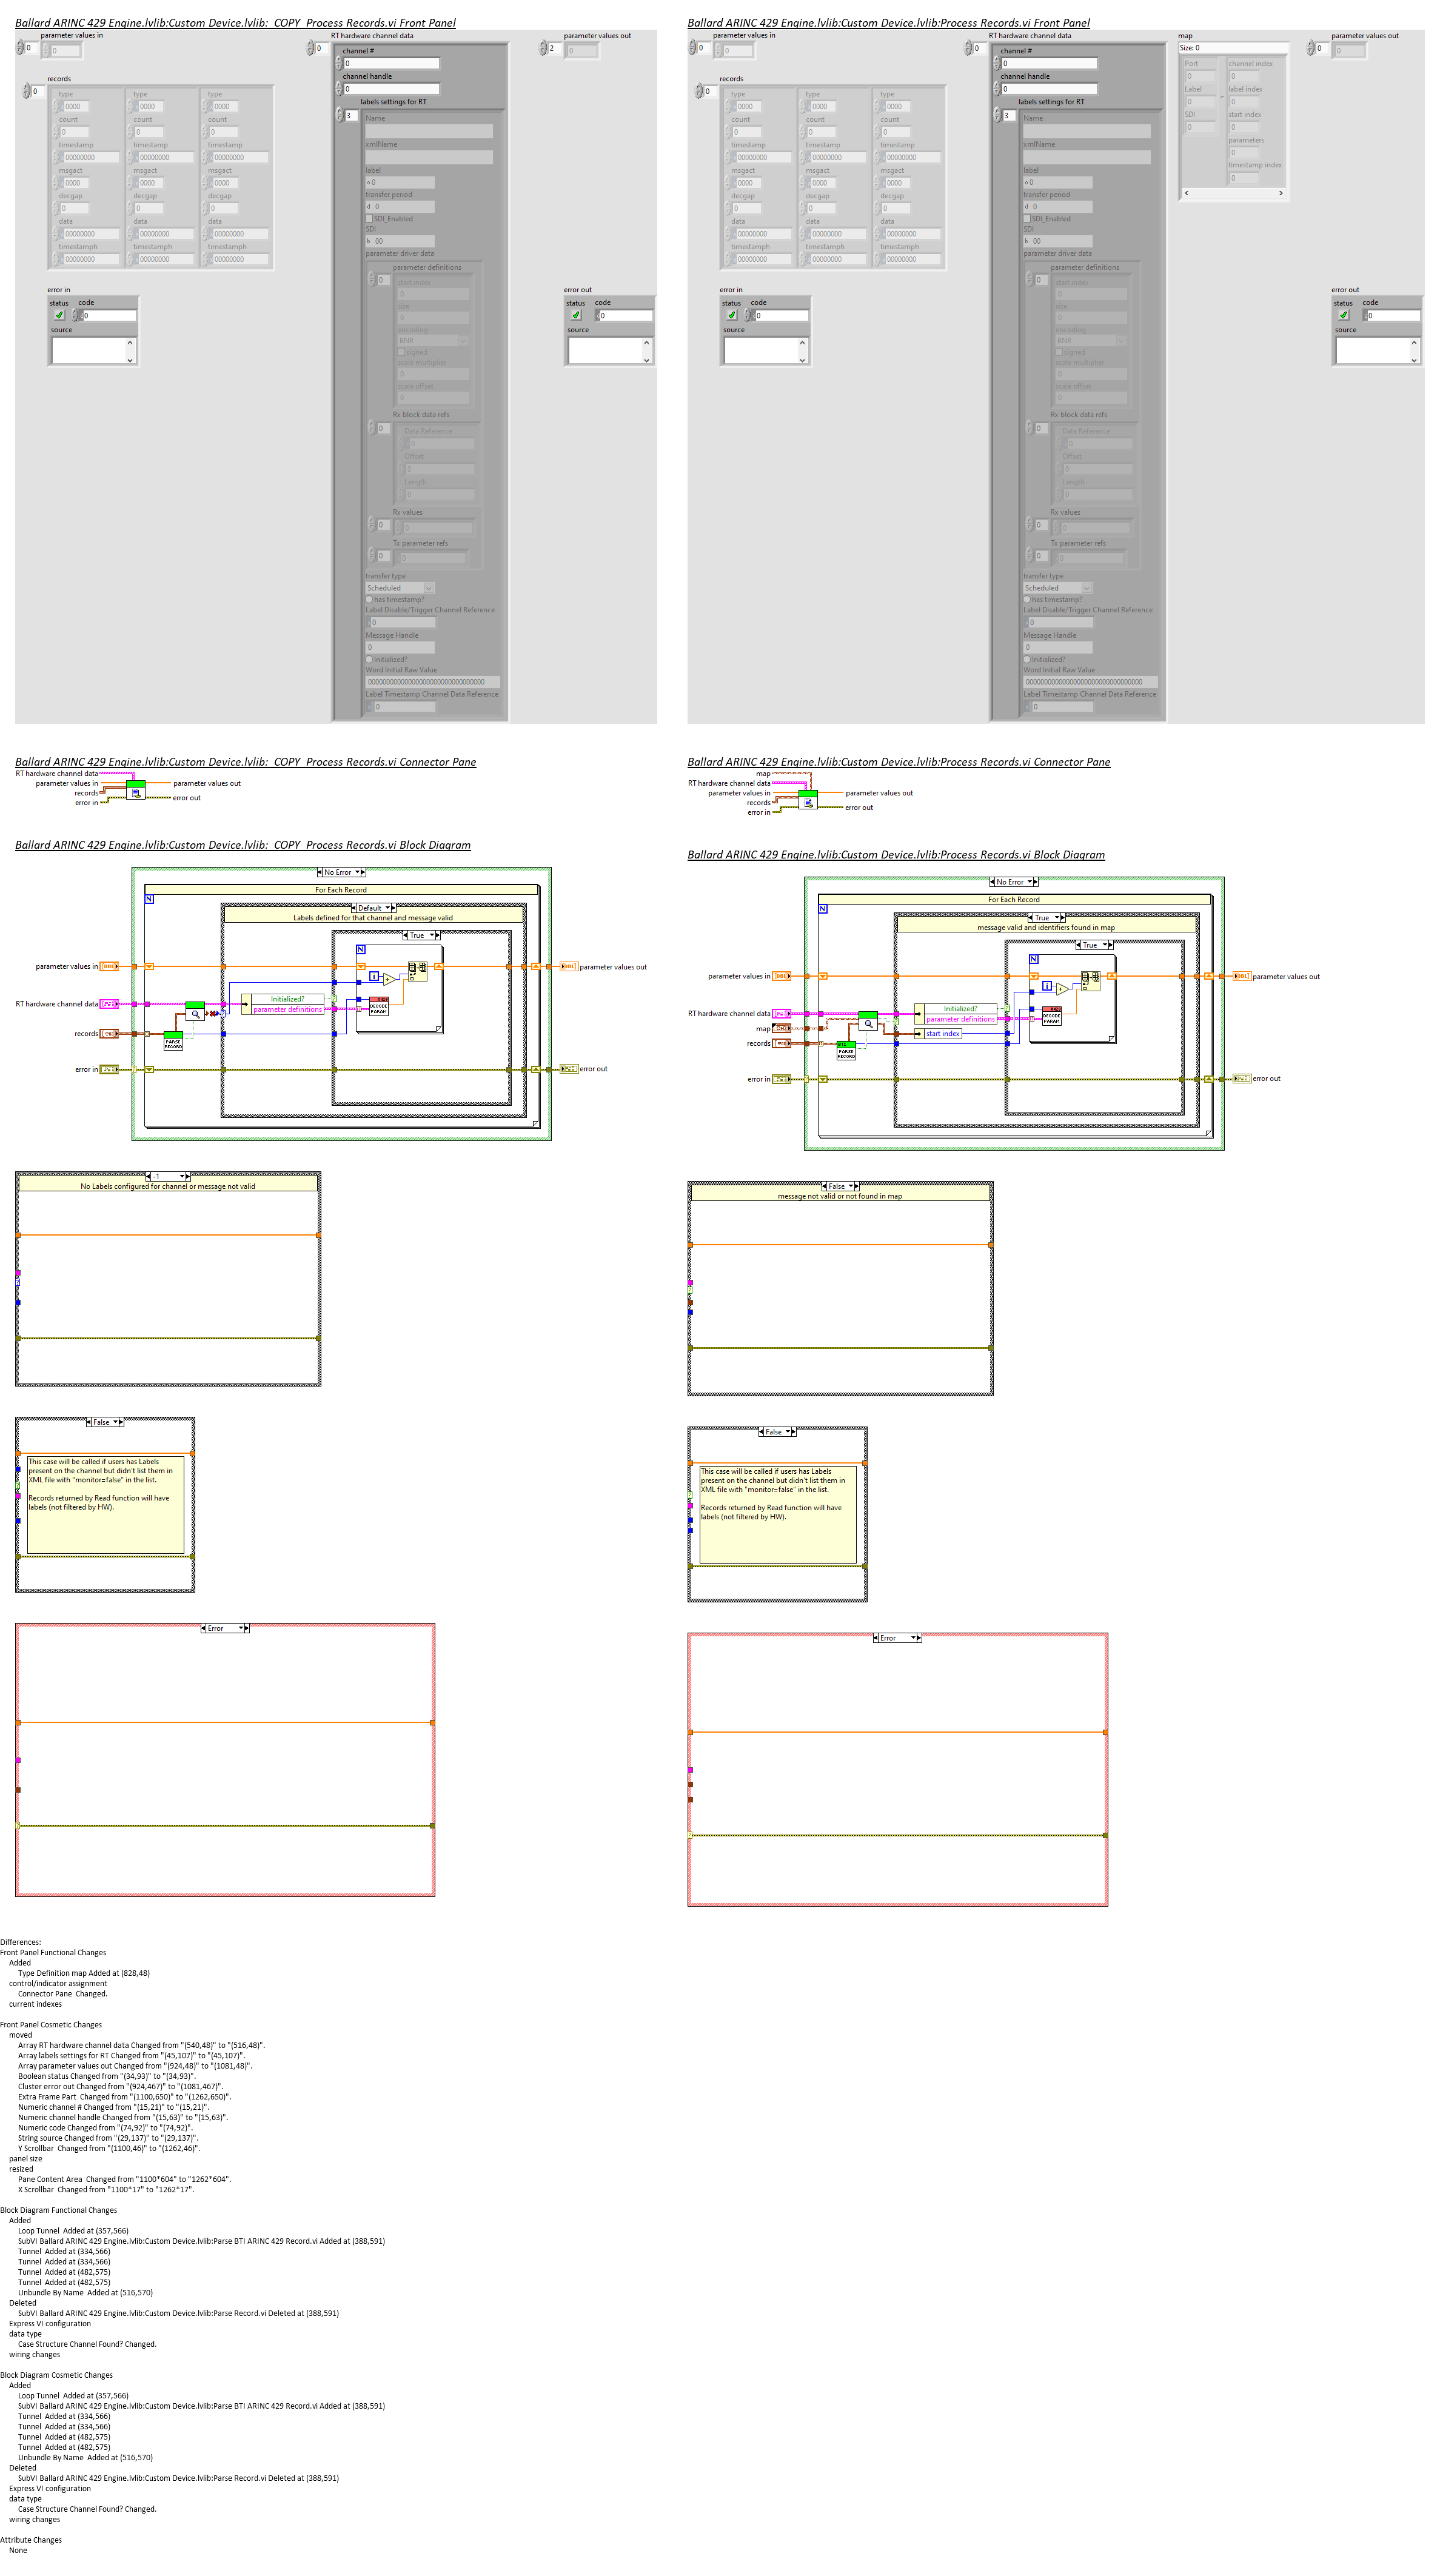 Ballard ARINC 429 Engine.lvlib:Custom Device.lvlib:_COPY_Process Records.vi Front Panel
parameter values in
0
0
RT hardware channel data
0
channel #
0
channel handle
0
labels settings for RT
3
parameter values out
2
0
records
0
type
type
type
0000
0000
0000
count
count
count
0
0
0
timestamp
timestamp
timestamp
00000000
00000000
00000000
msgact
msgact
msgact
0000
0000
0000
decgap
decgap
decgap
0
0
0
data
data
data
00000000
00000000
00000000
timestamph
timestamph
timestamph
00000000
00000000
00000000
error in
status
code
0
source
Name
xmlName
label
o 0
transfer period
d 0
SDI_Enabled
SDI
b 00
parameter driver data
parameter definitions
0
start index
0
size
0
encoding
BNR
signed
scale multiplier
0
scale offset
0
Rx block data refs
0
Data Reference
0
Offset
0
Length
0
Rx values
0
0
Tx parameter refs
0
0
transfer type
Scheduled
has timestamp?
Label Disable/Trigger Channel Reference
0
Message Handle
0
Initialized?
Word Initial Raw Value
Label Timestamp Channel Data Reference
0
error out
status
code
0
source
Ballard ARINC 429 Engine.lvlib:Custom Device.lvlib:Process Records.vi Front Panel
parameter values in
0
0
RT hardware channel data
0
channel #
0
channel handle
0
labels settings for RT
3
map
Size: 0
Port
0
Label
0
SDI
0
channel index
0
label index
0
start index
0
parameters
0
timestamp index
0
parameter values out
0
0
records
0
type
type
type
0000
0000
0000
count
count
count
0
0
0
timestamp
timestamp
timestamp
00000000
00000000
00000000
msgact
msgact
msgact
0000
0000
0000
decgap
decgap
decgap
0
0
0
data
data
data
00000000
00000000
00000000
timestamph
timestamph
timestamph
00000000
00000000
00000000
error in
status
code
0
source
Name
xmlName
label
o 0
transfer period
d 0
SDI_Enabled
SDI
b 00
parameter driver data
parameter definitions
0
start index
0
size
0
encoding
BNR
signed
scale multiplier
0
scale offset
0
Rx block data refs
0
Data Reference
0
Offset
0
Length
0
Rx values
0
0
Tx parameter refs
0
0
transfer type
Scheduled
has timestamp?
Label Disable/Trigger Channel Reference
0
Message Handle
0
Initialized?
Word Initial Raw Value
Label Timestamp Channel Data Reference
0
error out
status
code
0
source
Ballard ARINC 429 Engine.lvlib:Custom Device.lvlib:_COPY_Process Records.vi Connector Pane
RT hardware channel data
parameter values in
records
error in
parameter values out
error out
Ballard ARINC 429 Engine.lvlib:Custom Device.lvlib:Process Records.vi Connector Pane
map
RT hardware channel data
parameter values in
records
error in
parameter values out
error out
Ballard ARINC 429 Engine.lvlib:Custom Device.lvlib:_COPY_Process Records.vi Block Diagram
No Error
For Each Record
N
Default
Labels defined for that channel and message valid
True
N
i
parameter values in
parameter values out
RT hardware channel data
Initialized?
parameter definitions
DECODE
PARAM
records
PARSE
RECORD
error in
error out
-1
No Labels configured for channel or message not valid
False
This case will be called if users has Labels
present on the channel but didn't list them in
XML file with "monitor=false" in the list.
Records returned by Read function will have
labels (not filtered by HW).
Error
Ballard ARINC 429 Engine.lvlib:Custom Device.lvlib:Process Records.vi Block Diagram
No Error
For Each Record
N
True
message valid and identifiers found in map
True
N
i
parameter values in
parameter values out
RT hardware channel data
Initialized?
parameter definitions
DECODE
PARAM
map
start index
records
PARSE
RECORD
error in
error out
False
message not valid or not found in map
False
This case will be called if users has Labels
present on the channel but didn't list them in
XML file with "monitor=false" in the list.
Records returned by Read function will have
labels (not filtered by HW).
Error
Differences:
Front Panel Functional Changes
Added
Type Definition map Added at (828,48)
control/indicator assignment
Connector Pane  Changed.
current indexes
Front Panel Cosmetic Changes
moved
Array RT hardware channel data Changed from "(540,48)" to "(516,48)".
Array labels settings for RT Changed from "(45,107)" to "(45,107)".
Array parameter values out Changed from "(924,48)" to "(1081,48)".
Boolean status Changed from "(34,93)" to "(34,93)".
Cluster error out Changed from "(924,467)" to "(1081,467)".
Extra Frame Part  Changed from "(1100,650)" to "(1262,650)".
Numeric channel # Changed from "(15,21)" to "(15,21)".
Numeric channel handle Changed from "(15,63)" to "(15,63)".
Numeric code Changed from "(74,92)" to "(74,92)".
String source Changed from "(29,137)" to "(29,137)".
Y Scrollbar  Changed from "(1100,46)" to "(1262,46)".
panel size
resized
Pane Content Area  Changed from "1100*604" to "1262*604".
X Scrollbar  Changed from "1100*17" to "1262*17".
Block Diagram Functional Changes
Added
Loop Tunnel  Added at (357,566)
SubVI Ballard ARINC 429 Engine.lvlib:Custom Device.lvlib:Parse BTI ARINC 429 Record.vi Added at (388,591)
Tunnel  Added at (334,566)
Tunnel  Added at (334,566)
Tunnel  Added at (482,575)
Tunnel  Added at (482,575)
Unbundle By Name  Added at (516,570)
Deleted
SubVI Ballard ARINC 429 Engine.lvlib:Custom Device.lvlib:Parse Record.vi Deleted at (388,591)
Express VI configuration
data type
Case Structure Channel Found? Changed.
wiring changes
Block Diagram Cosmetic Changes
Added
Loop Tunnel  Added at (357,566)
SubVI Ballard ARINC 429 Engine.lvlib:Custom Device.lvlib:Parse BTI ARINC 429 Record.vi Added at (388,591)
Tunnel  Added at (334,566)
Tunnel  Added at (334,566)
Tunnel  Added at (482,575)
Tunnel  Added at (482,575)
Unbundle By Name  Added at (516,570)
Deleted
SubVI Ballard ARINC 429 Engine.lvlib:Custom Device.lvlib:Parse Record.vi Deleted at (388,591)
Express VI configuration
data type
Case Structure Channel Found? Changed.
wiring changes
Attribute Changes
None